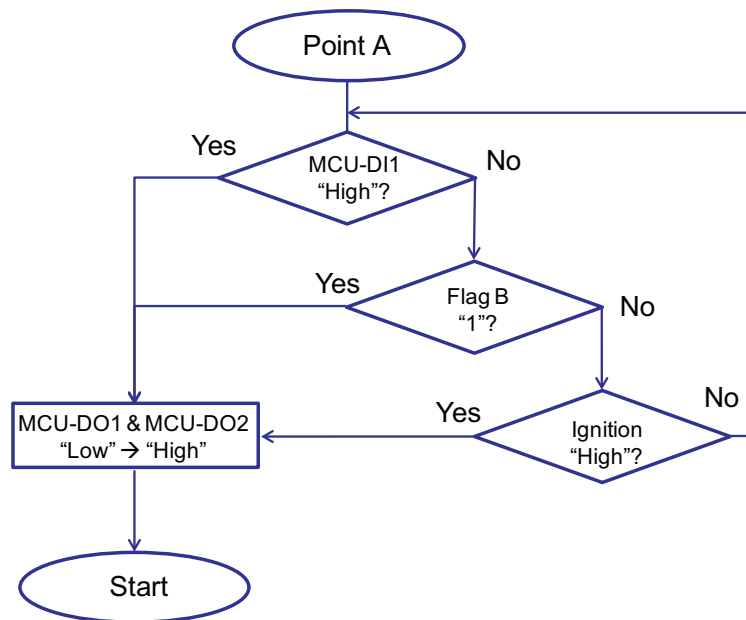 Point A
Yes
MCU-DI1
“High”?
No
Yes
Flag B
“1”?
No
MCU-DO1 & MCU-DO2
“Low” → “High”
Yes
Ignition
“High”?
No
Start